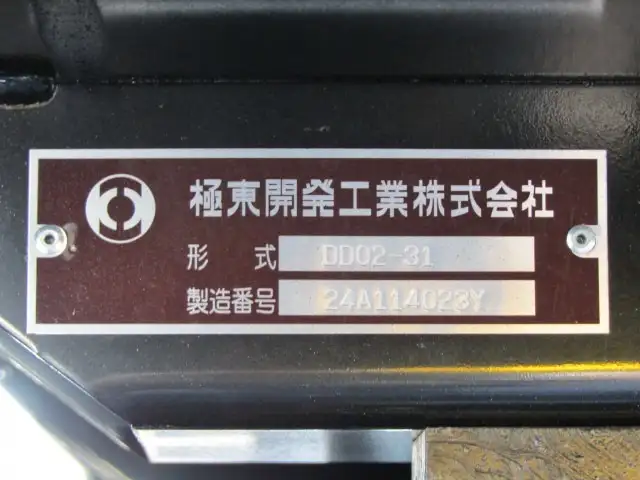 極東開発工業株式会社
形 式 DD02-31
製造番号 24A114023Y